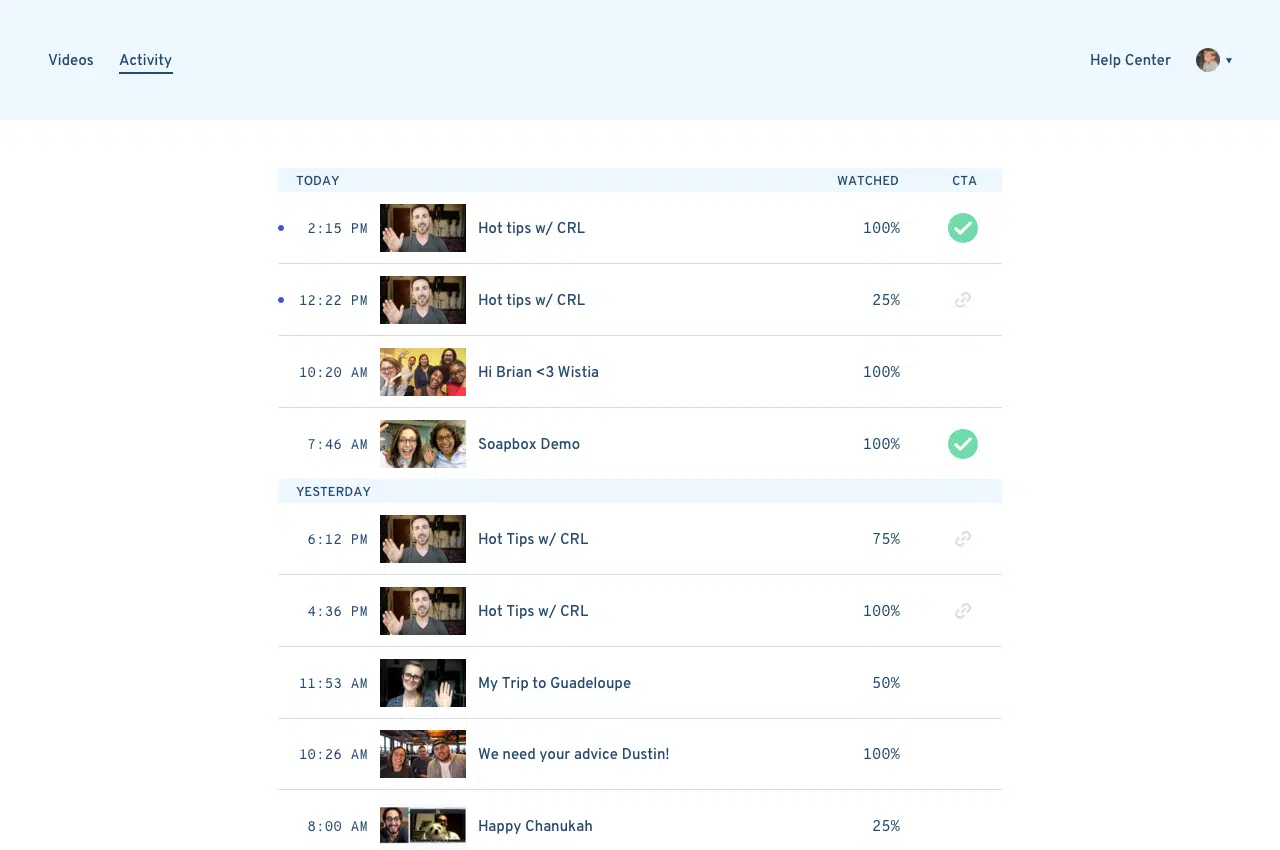 Videos Activity Help Center ▾
TODAY WATCHED CTA
2:15 PM Hot tips w/ CRL 100%
12:22 PM Hot tips w/ CRL 25%
10:20 AM Hi Brian <3 Wistia 100%
7:46 AM Soapbox Demo 100%
YESTERDAY
6:12 PM Hot Tips w/ CRL 75%
4:36 PM Hot Tips w/ CRL 100%
11:53 AM My Trip to Guadeloupe 50%
10:26 AM We need your advice Dustin! 100%
8:00 AM Happy Chanukah 25%